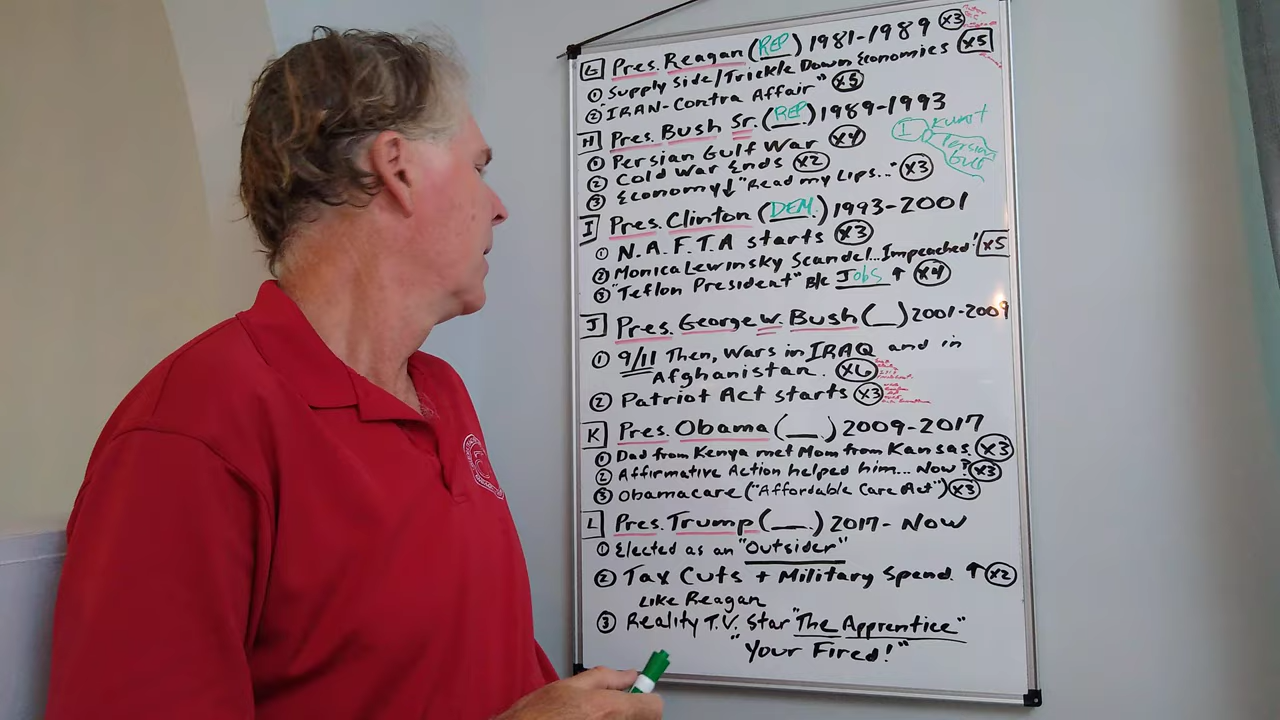 G Pres. Reagan (REP) 1981-1989 x3
① Supply Side/Trickle Down Economies x5
② "IRAN-Contra Affair" x5
H Pres. Bush Sr. (REP) 1989-1993
① Persian Gulf War x4
② Cold War Ends x2
③ Economy↓ "Read my Lips..." x3
I Kuwait
Persian
Gulf
I Pres. Clinton (DEM.) 1993-2001
① N.A.F.T.A starts x3
② Monica Lewinsky Scandel...Impeached! x5
③ "Teflon President" B/c Jobs ↑ x4
J Pres. George W. Bush (__) 2001-2009
① 9/11 Then, Wars in IRAQ and in
Afghanistan. x6
② Patriot Act starts x3
K Pres. Obama (__.) 2009-2017
① Dad from Kenya met Mom from Kansas. x3
② Affirmative Action helped him... Now? x3
③ Obamacare ("Affordable Care Act") x3
L Pres. Trump (__.) 2017- Now
① Elected as an "Outsider"
② Tax Cuts + Military Spend. ↑ x2
Like Reagan
③ Reality T.V. Star "The Apprentice"
"Your Fired!"